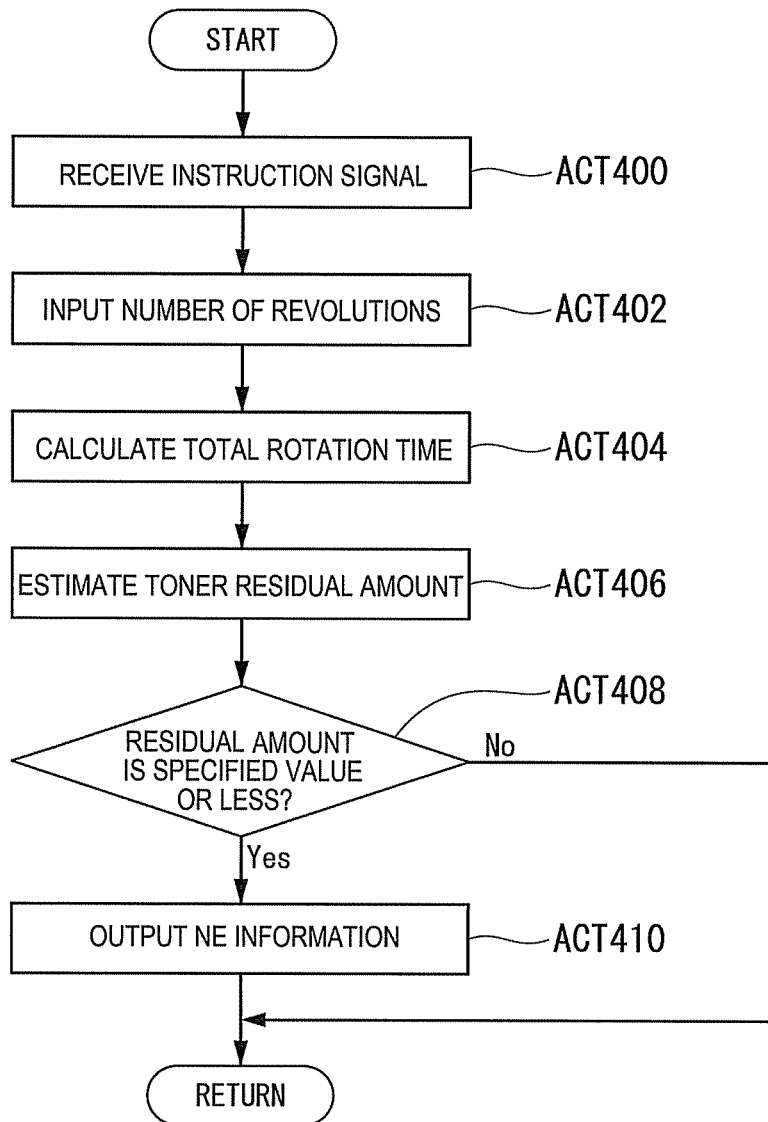 START
RECEIVE INSTRUCTION SIGNAL
ACT400
INPUT NUMBER OF REVOLUTIONS
ACT402
CALCULATE TOTAL ROTATION TIME
ACT404
ESTIMATE TONER RESIDUAL AMOUNT
ACT406
ACT408
RESIDUAL AMOUNT
IS SPECIFIED VALUE
OR LESS?
No
Yes
OUTPUT NE INFORMATION
ACT410
RETURN